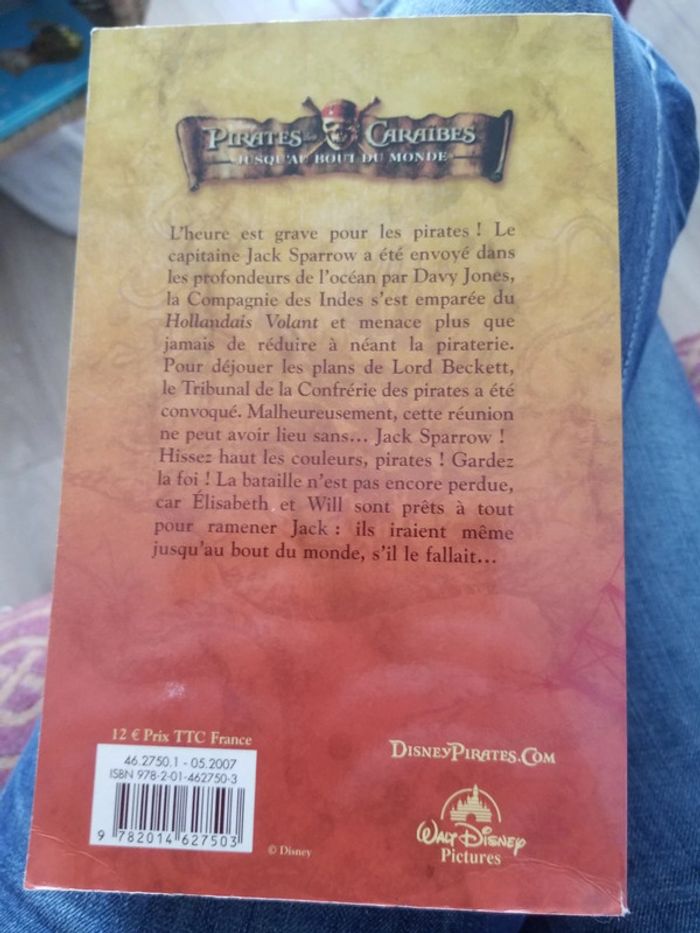 PIRATES des CARAÏBES
JUSQU'AU BOUT DU MONDE
L'heure est grave pour les pirates ! Le
capitaine Jack Sparrow a été envoyé dans
les profondeurs de l'océan par Davy Jones,
la Compagnie des Indes s'est emparée du
Hollandais Volant et menace plus que
jamais de réduire à néant la piraterie.
Pour déjouer les plans de Lord Beckett,
le Tribunal de la Confrérie des pirates a été
convoqué. Malheureusement, cette réunion
ne peut avoir lieu sans… Jack Sparrow !
Hissez haut les couleurs, pirates ! Gardez
la foi ! La bataille n'est pas encore perdue,
car Élisabeth et Will sont prêts à tout
pour ramener Jack : ils iraient même
jusqu'au bout du monde, s'il le fallait…
12 € Prix TTC France
46.2750.1 - 05.2007
ISBN 978-2-01-462750-3
9 782014 627503
© Disney
DISNEYPIRATES.COM
WALT DISNEY
Pictures